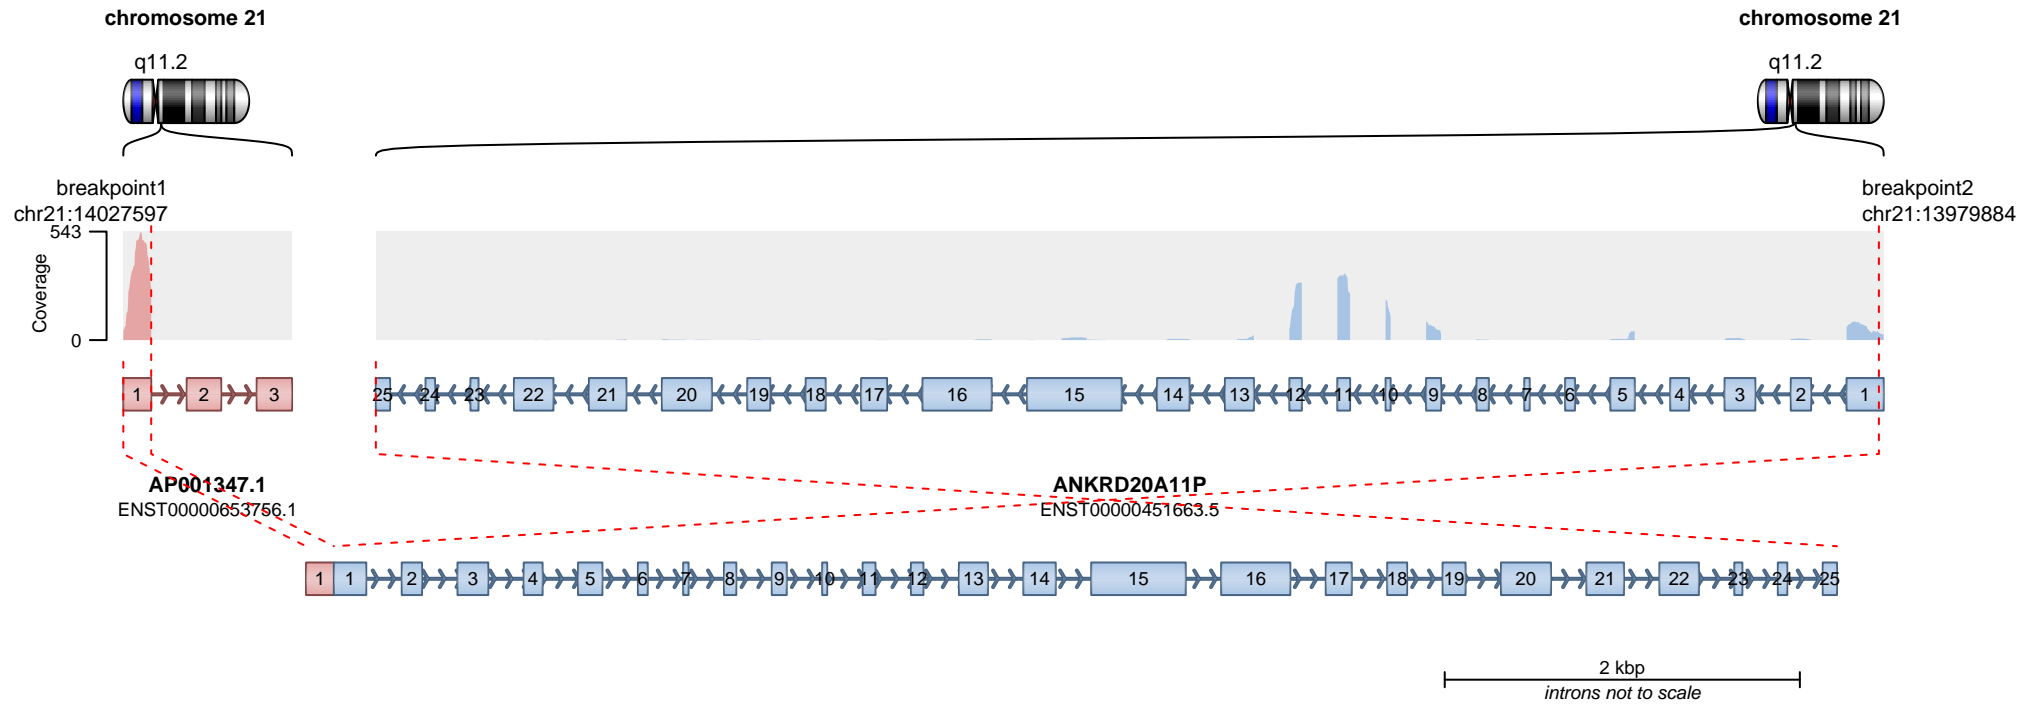 chromosome 21
chromosome 21
q11.2
q11.2
breakpoint1
chr21:14027597
breakpoint2
chr21:13979884
543
Coverage
0
1 2 3
25 24 23 22 21 20 19 18 17 16 15 14 13 12 11 10 9 8 7 6 5 4 3 2 1
AP001347.1
ENST00000653756.1
ANKRD20A11P
ENST00000451663.5
1 1 2 3 4 5 6 7 8 9 10 11 12 13 14 15 16 17 18 19 20 21 22 23 24 25
2 kbp
introns not to scale